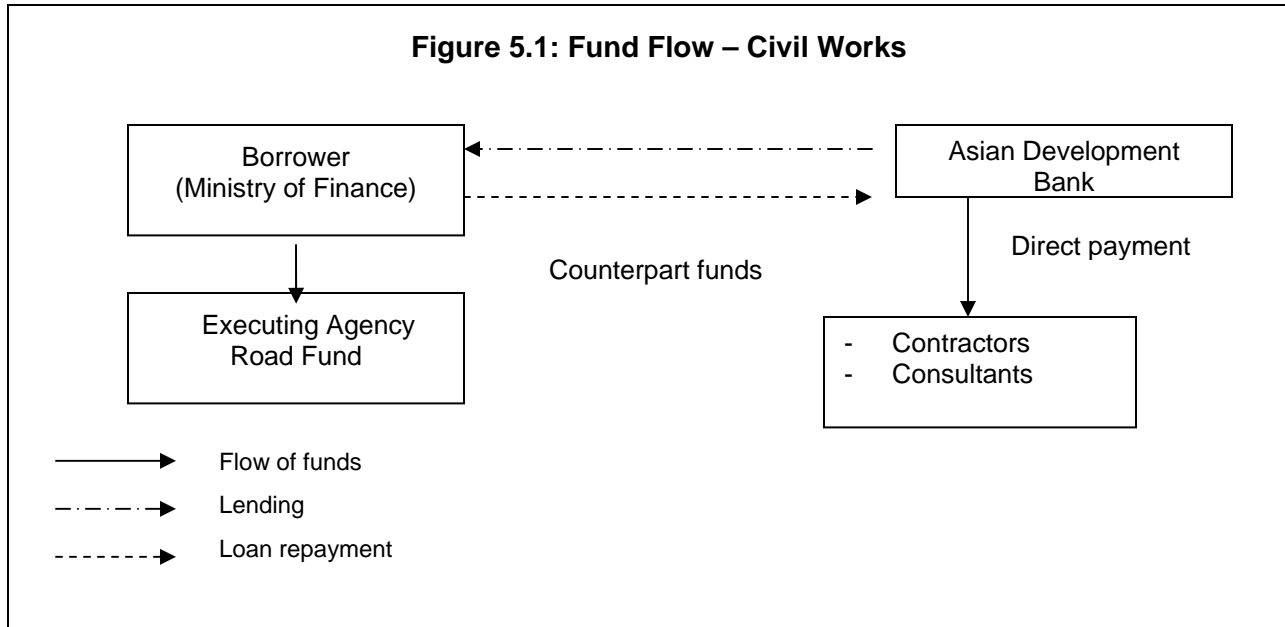 Figure 5.1: Fund Flow – Civil Works
Borrower
(Ministry of Finance)
Asian Development
Bank
Counterpart funds
Direct payment
Executing Agency
Road Fund
- Contractors
- Consultants
Flow of funds
Lending
Loan repayment